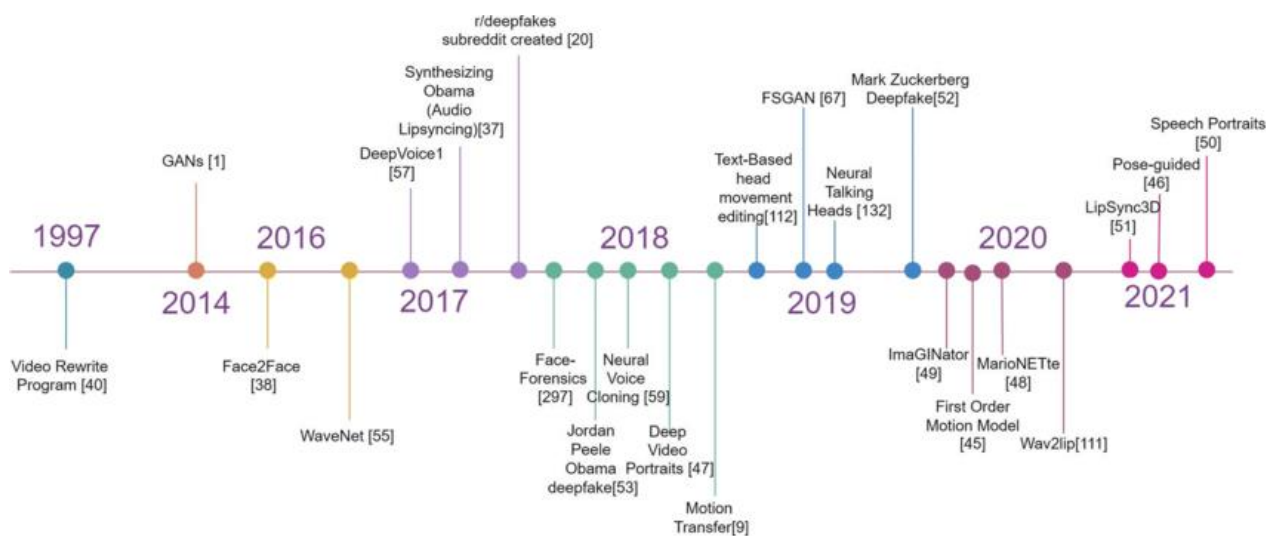 r/deepfakes
subreddit created [20]
Synthesizing
Obama
(Audio
Lipsyncing)[37]
Mark Zuckerberg
Deepfake[52]
FSGAN [67]
Speech Portraits
[50]
GANs [1]
DeepVoice1
[57]
Text-Based
head
movement
editing[112]
Neural
Talking
Heads [132]
Pose-guided
[46]
LipSync3D
[51]
1997
2016
2018
2020
2014
2017
2019
2021
Video Rewrite
Program [40]
Face2Face
[38]
WaveNet [55]
Face-
Forensics
[297]
Jordan
Peele
Obama
deepfake[53]
Neural
Voice
Cloning [59]
Deep
Video
Portraits [47]
Motion
Transfer[9]
ImaGINator
[49]
First Order
Motion Model
[45]
MarioNETte
[48]
Wav2lip[111]